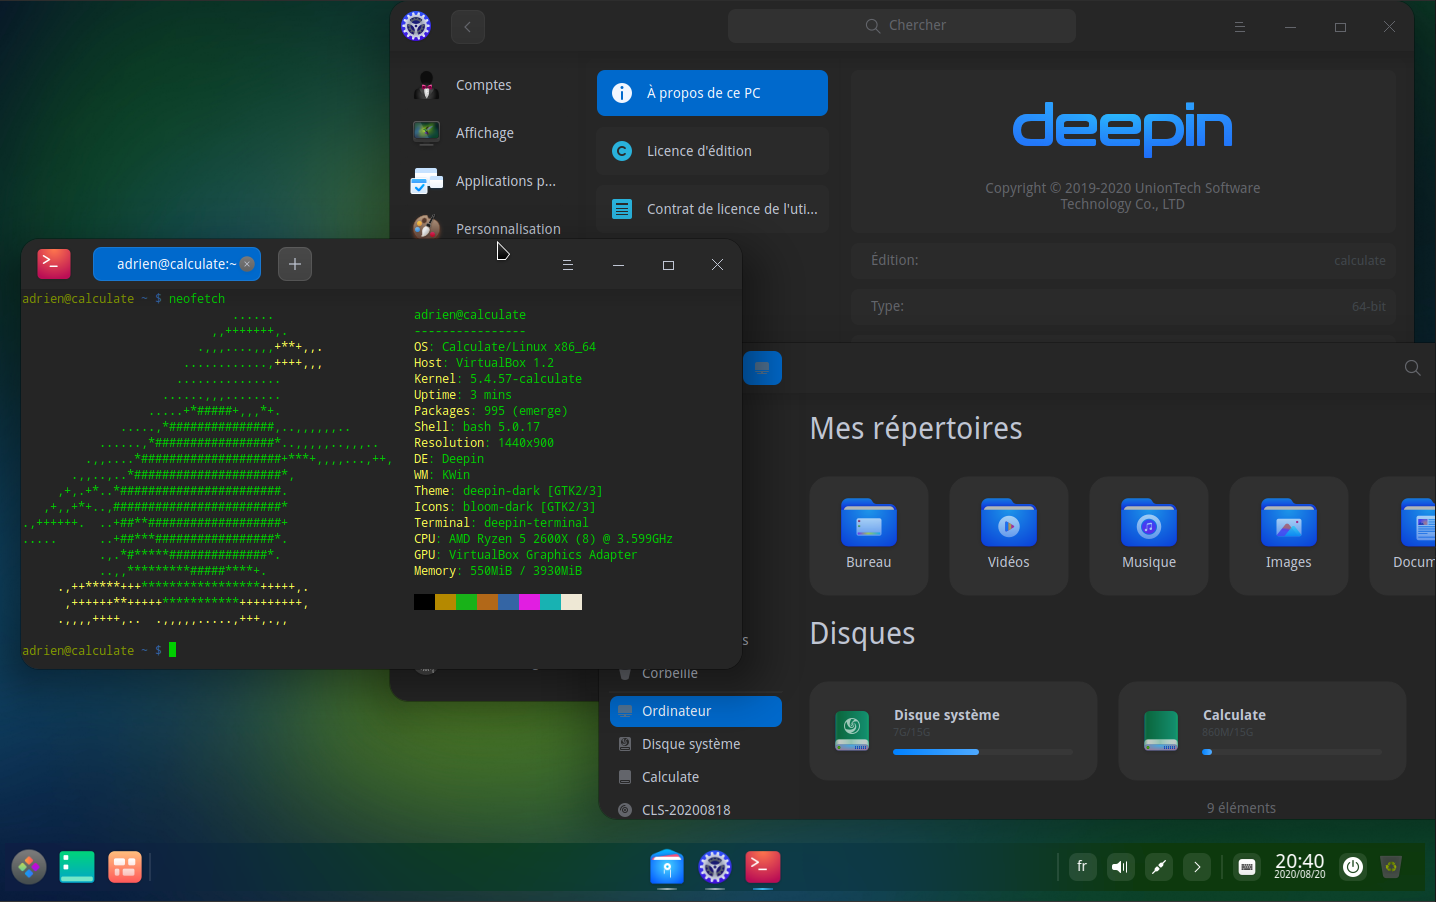 Chercher
Comptes
Affichage
Applications p...
Personnalisation
À propos de ce PC
Licence d'édition
Contrat de licence de l'uti...
deepin
Copyright © 2019-2020 UnionTech Software
Technology Co., LTD
Édition: calculate
Type: 64-bit
adrien@calculate:~
adrien@calculate ~ $ neofetch
adrien@calculate
----------------
OS: Calculate/Linux x86_64
Host: VirtualBox 1.2
Kernel: 5.4.57-calculate
Uptime: 3 mins
Packages: 995 (emerge)
Shell: bash 5.0.17
Resolution: 1440x900
DE: Deepin
WM: KWin
Theme: deepin-dark [GTK2/3]
Icons: bloom-dark [GTK2/3]
Terminal: deepin-terminal
CPU: AMD Ryzen 5 2600X (8) @ 3.599GHz
GPU: VirtualBox Graphics Adapter
Memory: 550MiB / 3930MiB
adrien@calculate ~ $
Mes répertoires
Bureau
Vidéos
Musique
Images
Docum
Disques
Disque système
7G/15G
Calculate
860M/15G
9 éléments
s
Corbeille
Ordinateur
Disque système
Calculate
CLS-20200818
fr
20:40
2020/08/20